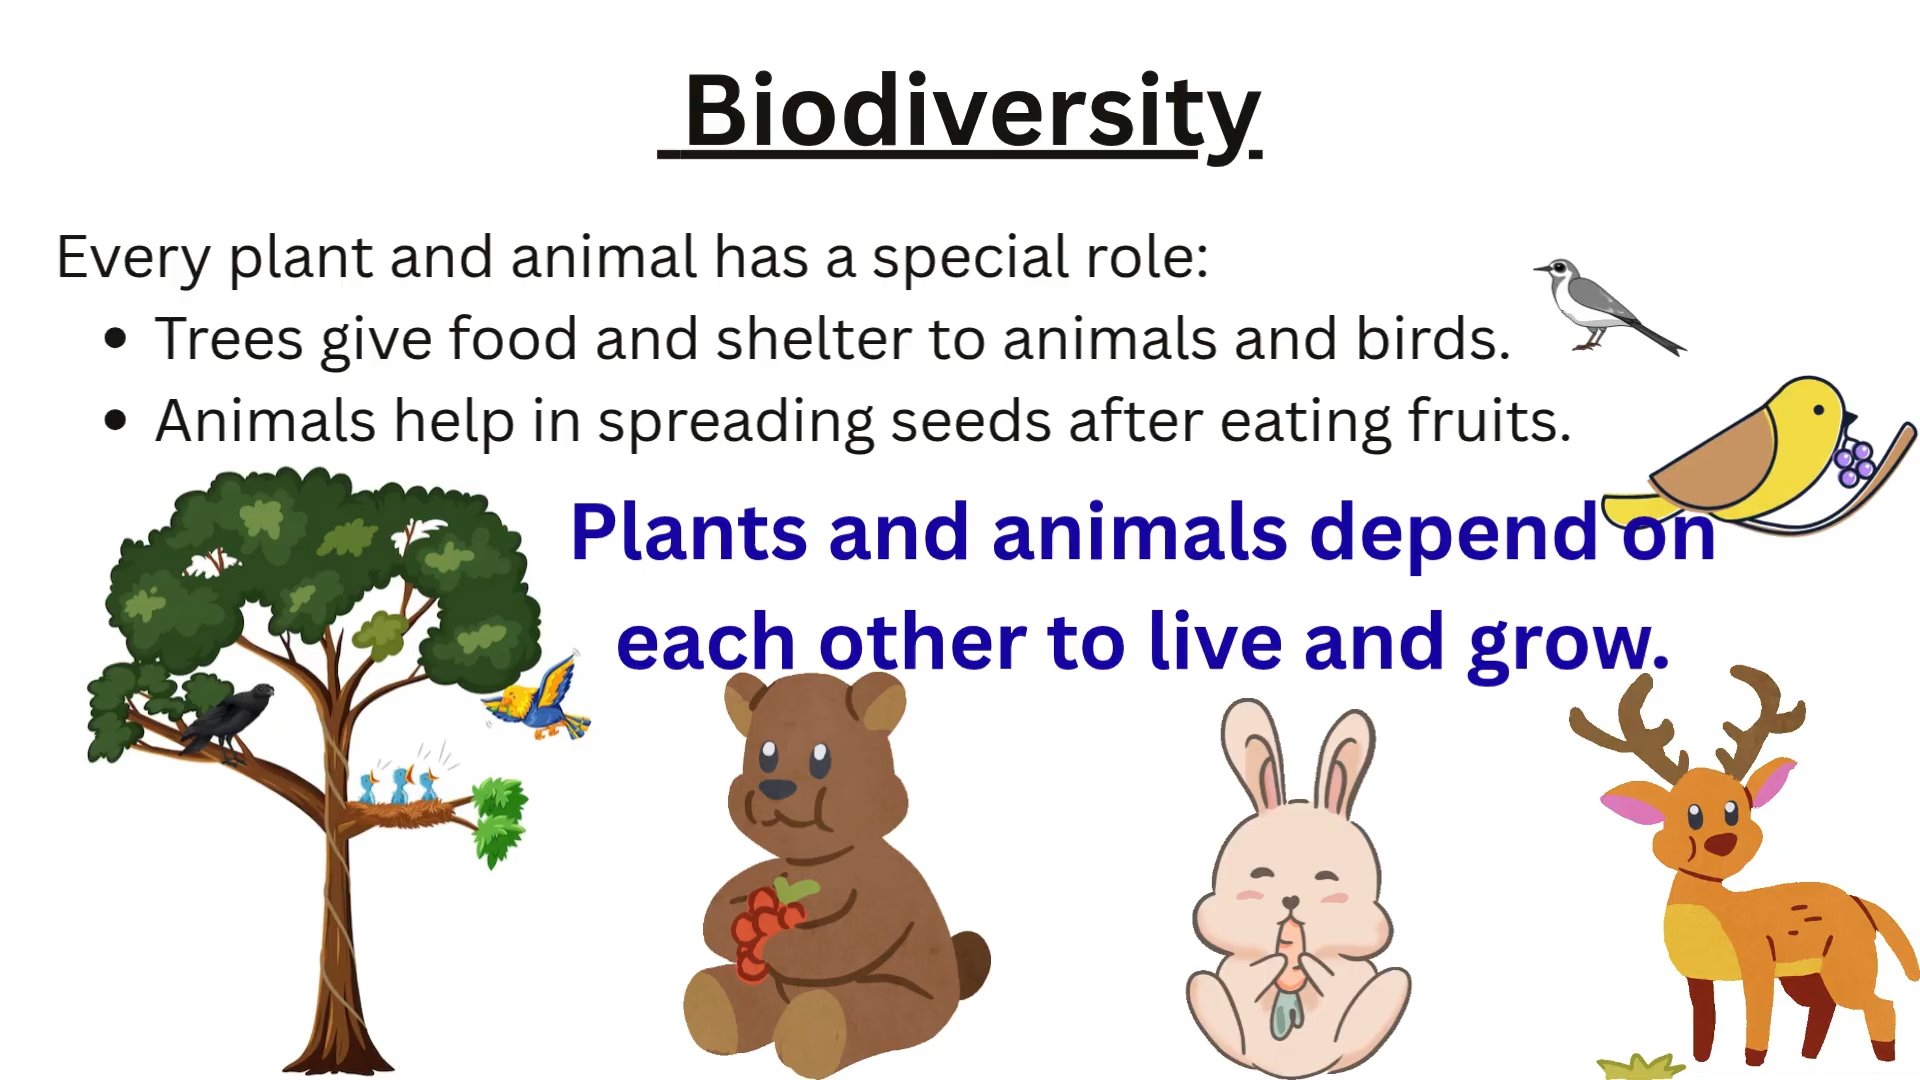 Biodiversity
Every plant and animal has a special role:
• Trees give food and shelter to animals and birds.
• Animals help in spreading seeds after eating fruits.
Plants and animals depend on
each other to live and grow.